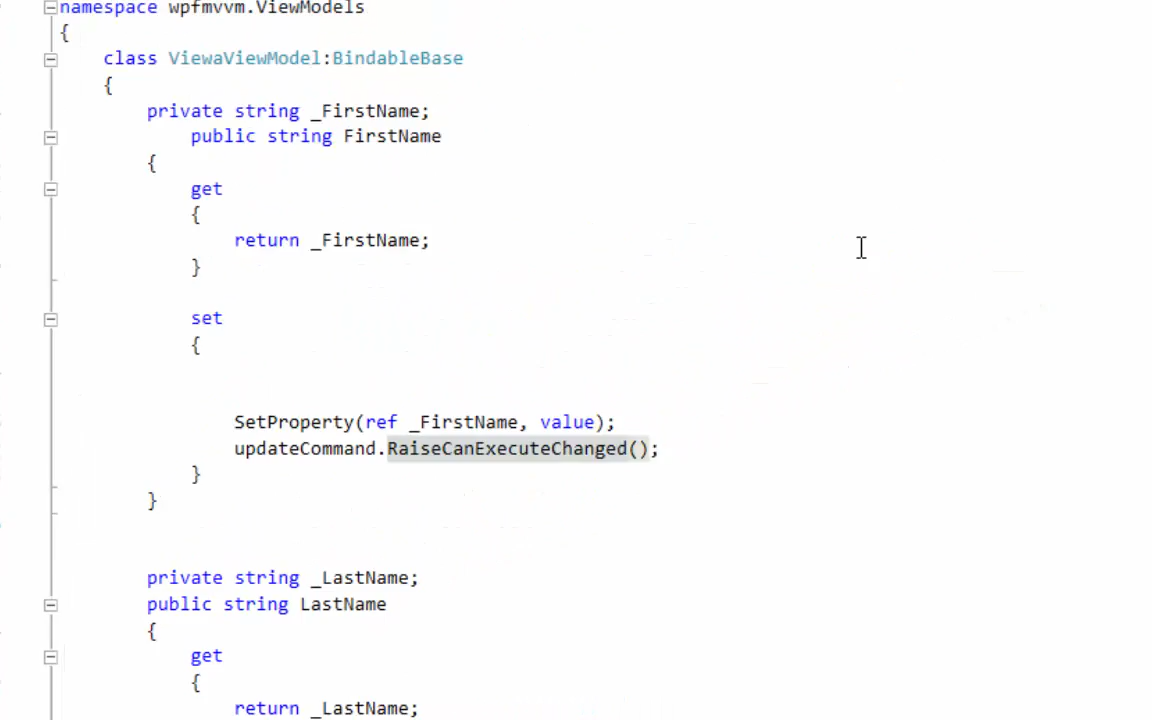 namespace wpfmvvm.ViewModels
{
class ViewaViewModel:BindableBase
{
private string _FirstName;
public string FirstName
{
get
{
return _FirstName;
}
set
{
SetProperty(ref _FirstName, value);
updateCommand.RaiseCanExecuteChanged();
}
}
private string _LastName;
public string LastName
{
get
{
return _LastName;